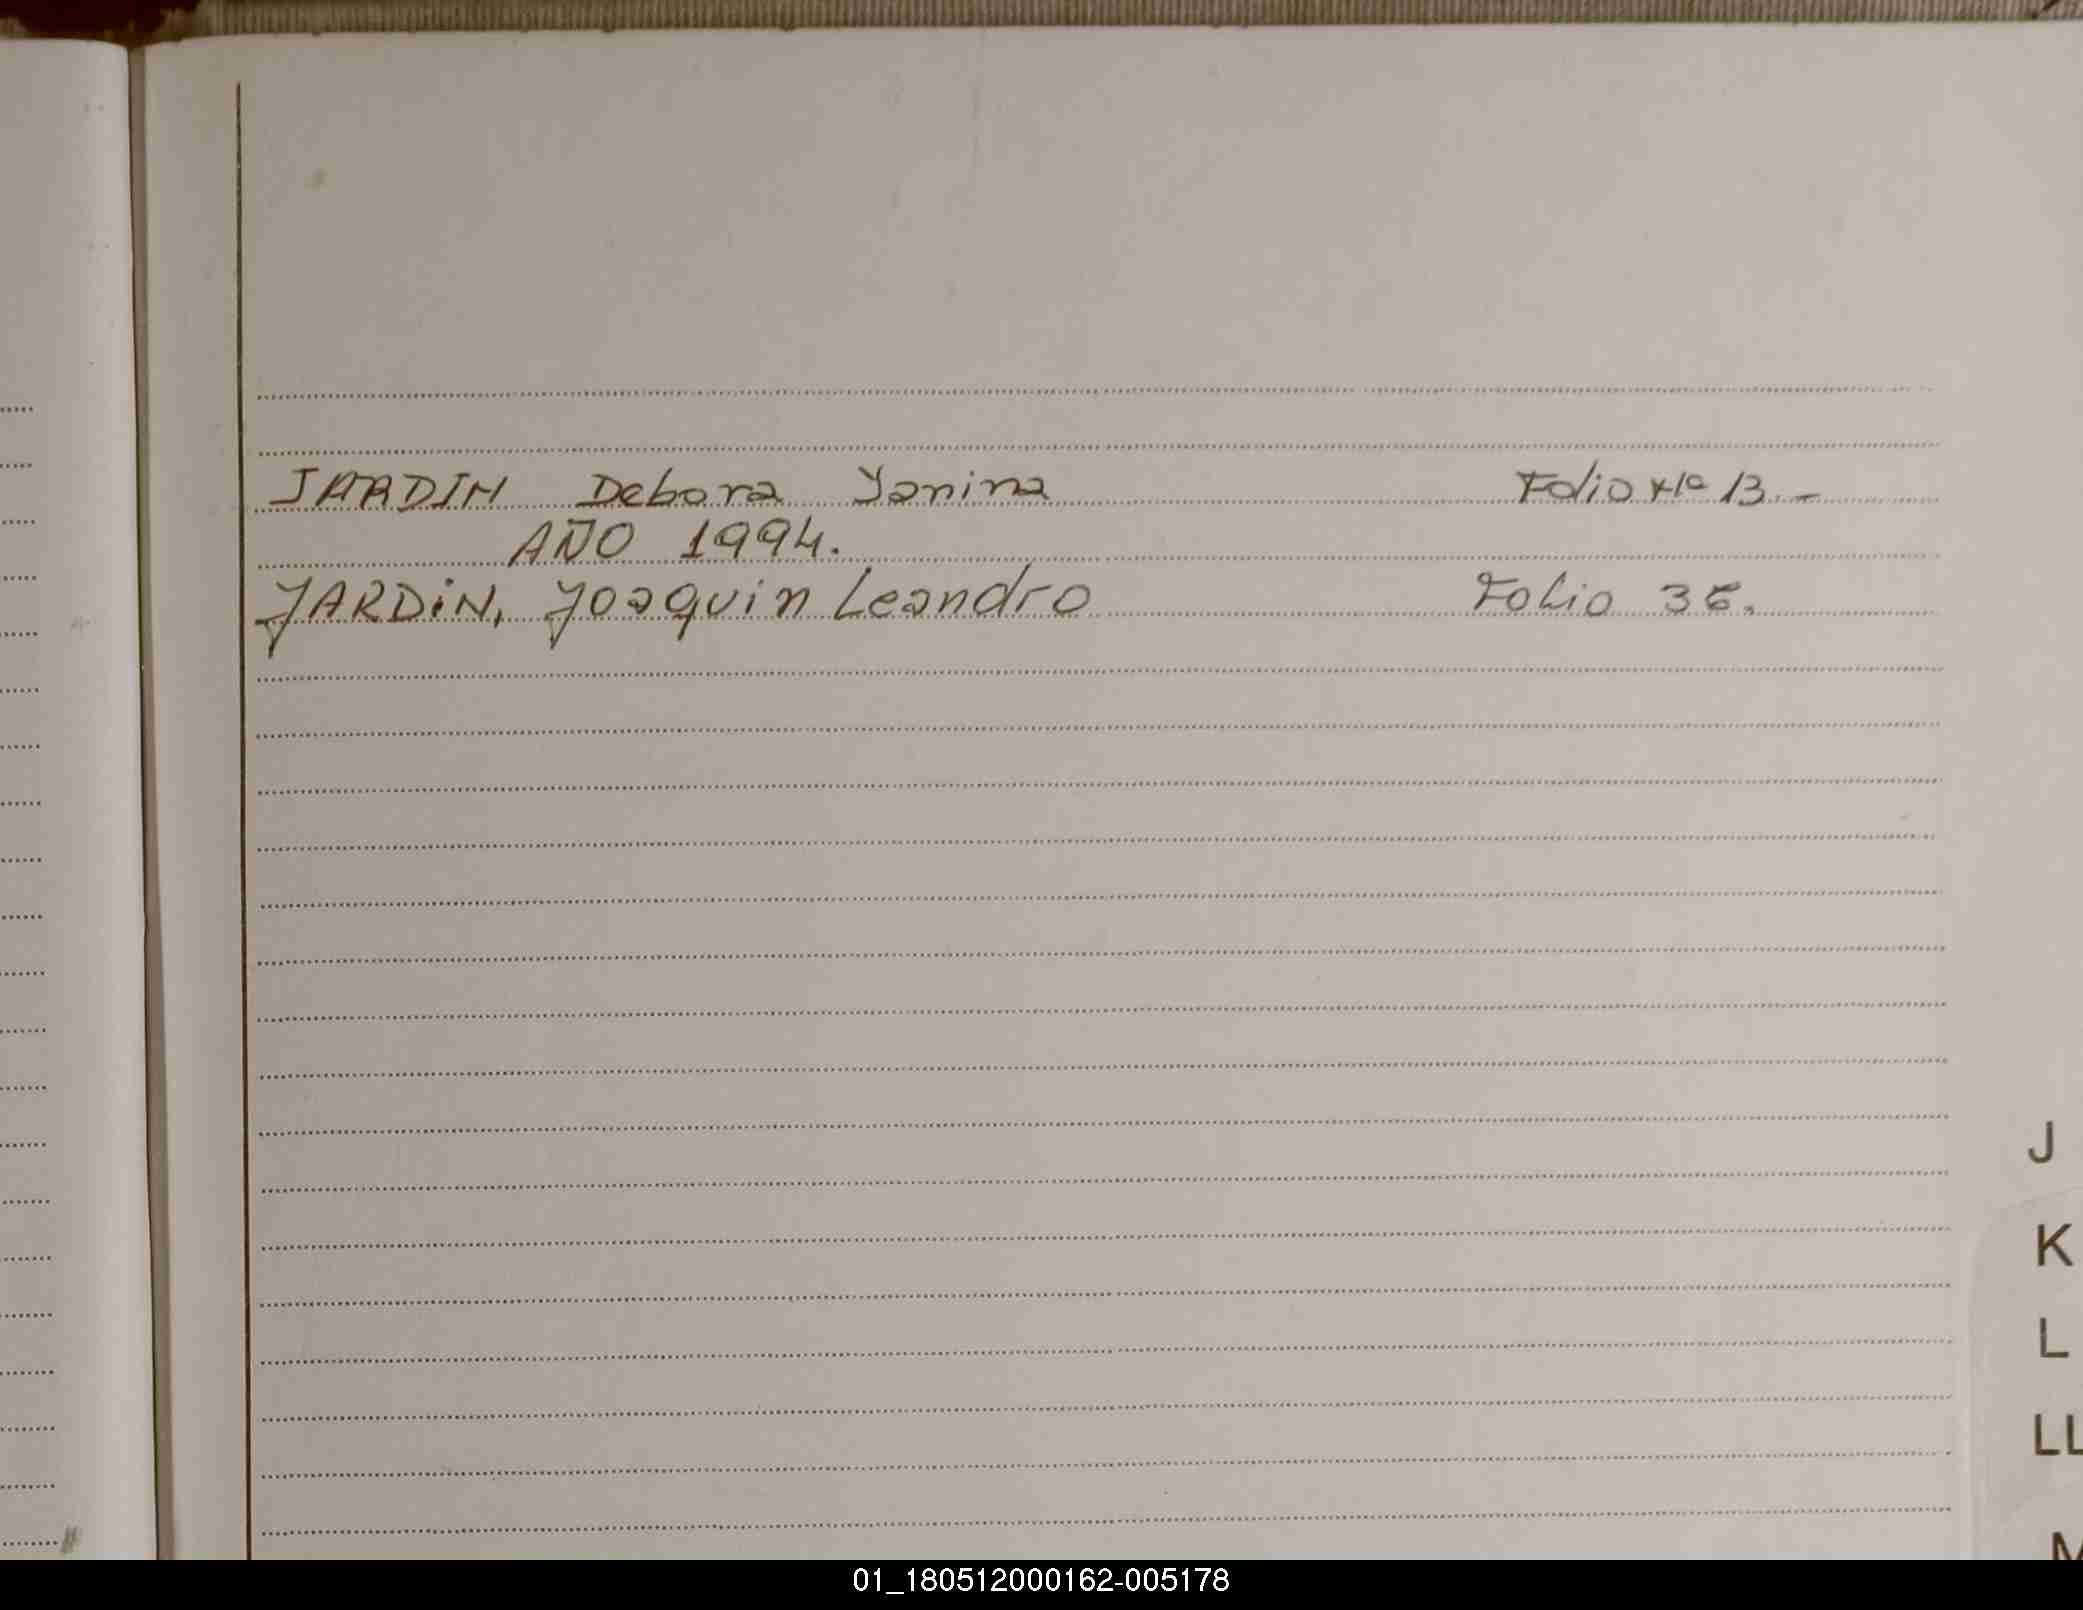 JARDIN Debora Yanina Folio Nº 13.-
AÑO 1994.
JARDiN, Joaquin Leandro Folio 36.
J
K
L
LL
M
01_180512000162-005178